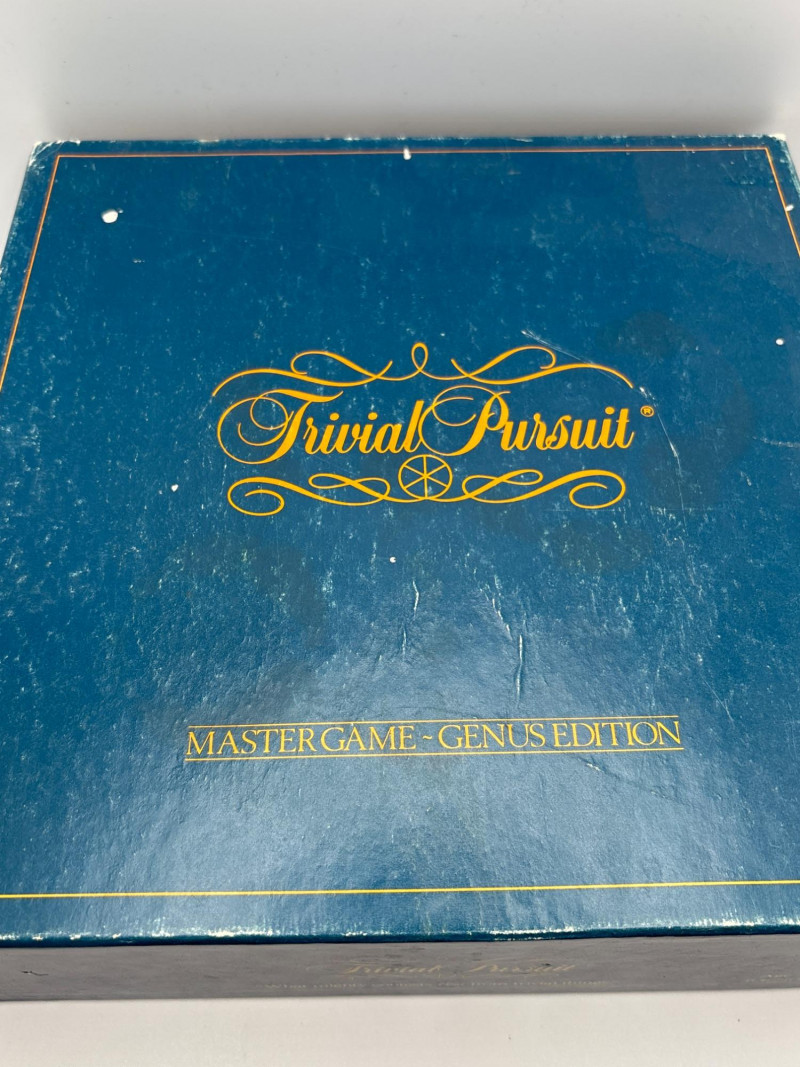 Trivial Pursuit®
MASTER GAME ~ GENUS EDITION
Trivial Pursuit